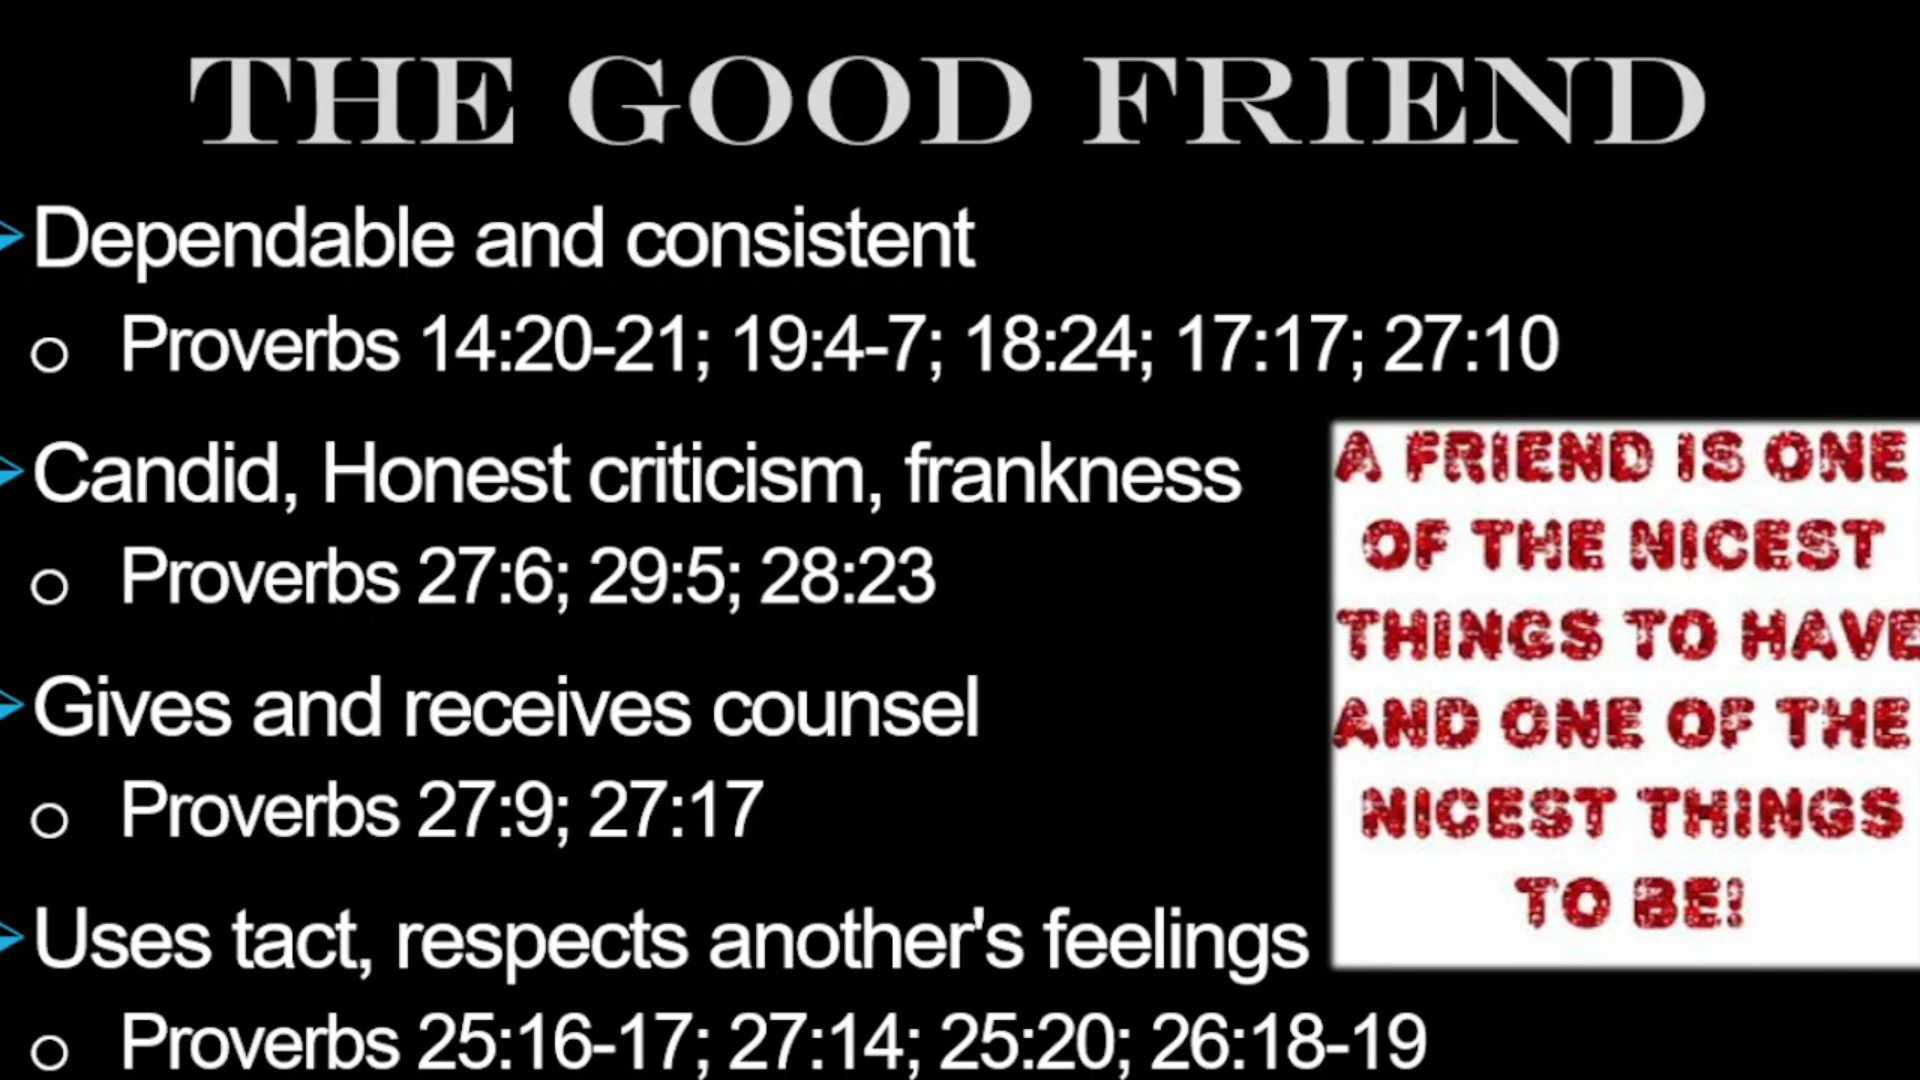 THE GOOD FRIEND
Dependable and consistent
o Proverbs 14:20-21; 19:4-7; 18:24; 17:17; 27:10
Candid, Honest criticism, frankness
o Proverbs 27:6; 29:5; 28:23
Gives and receives counsel
o Proverbs 27:9; 27:17
Uses tact, respects another's feelings
o Proverbs 25:16-17; 27:14; 25:20; 26:18-19
A FRIEND IS ONE
OF THE NICEST
THINGS TO HAVE
AND ONE OF THE
NICEST THINGS
TO BE!